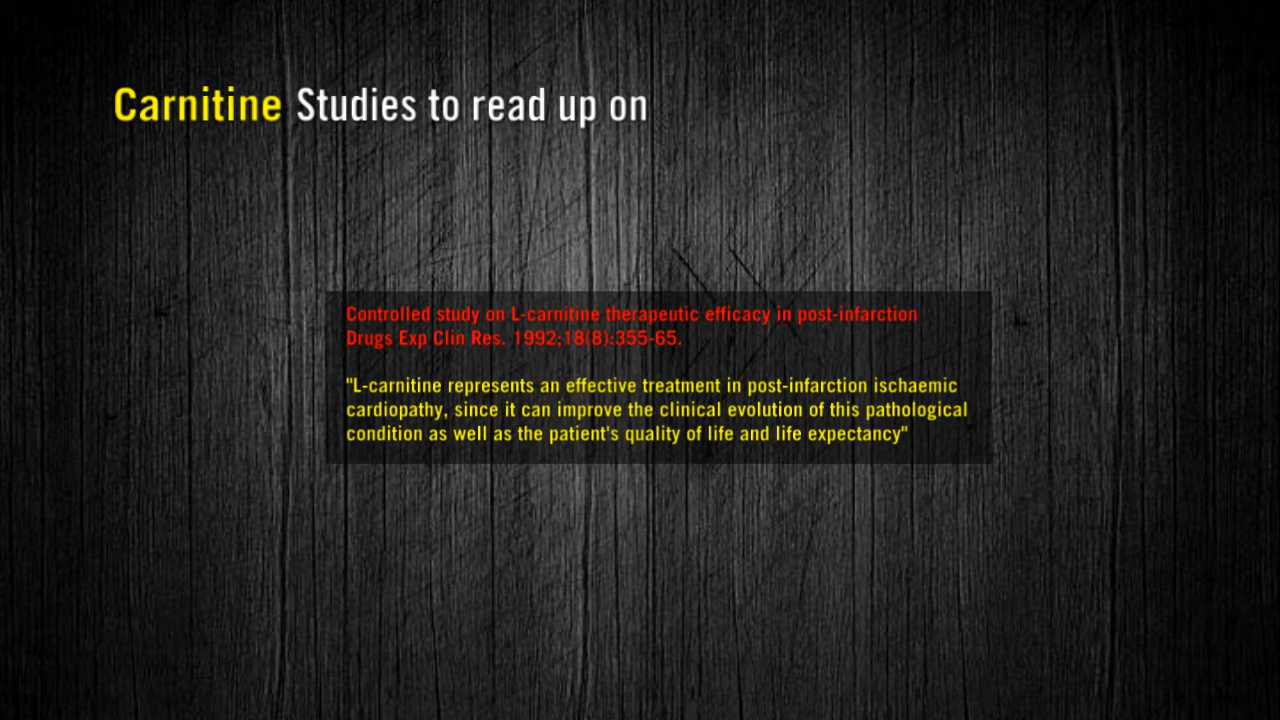 Carnitine Studies to read up on
Controlled study on L-carnitine therapeutic efficacy in post-infarction
Drugs Exp Clin Res. 1992;18(8):355-65.
"L-carnitine represents an effective treatment in post-infarction ischaemic
cardiopathy, since it can improve the clinical evolution of this pathological
condition as well as the patient's quality of life and life expectancy"